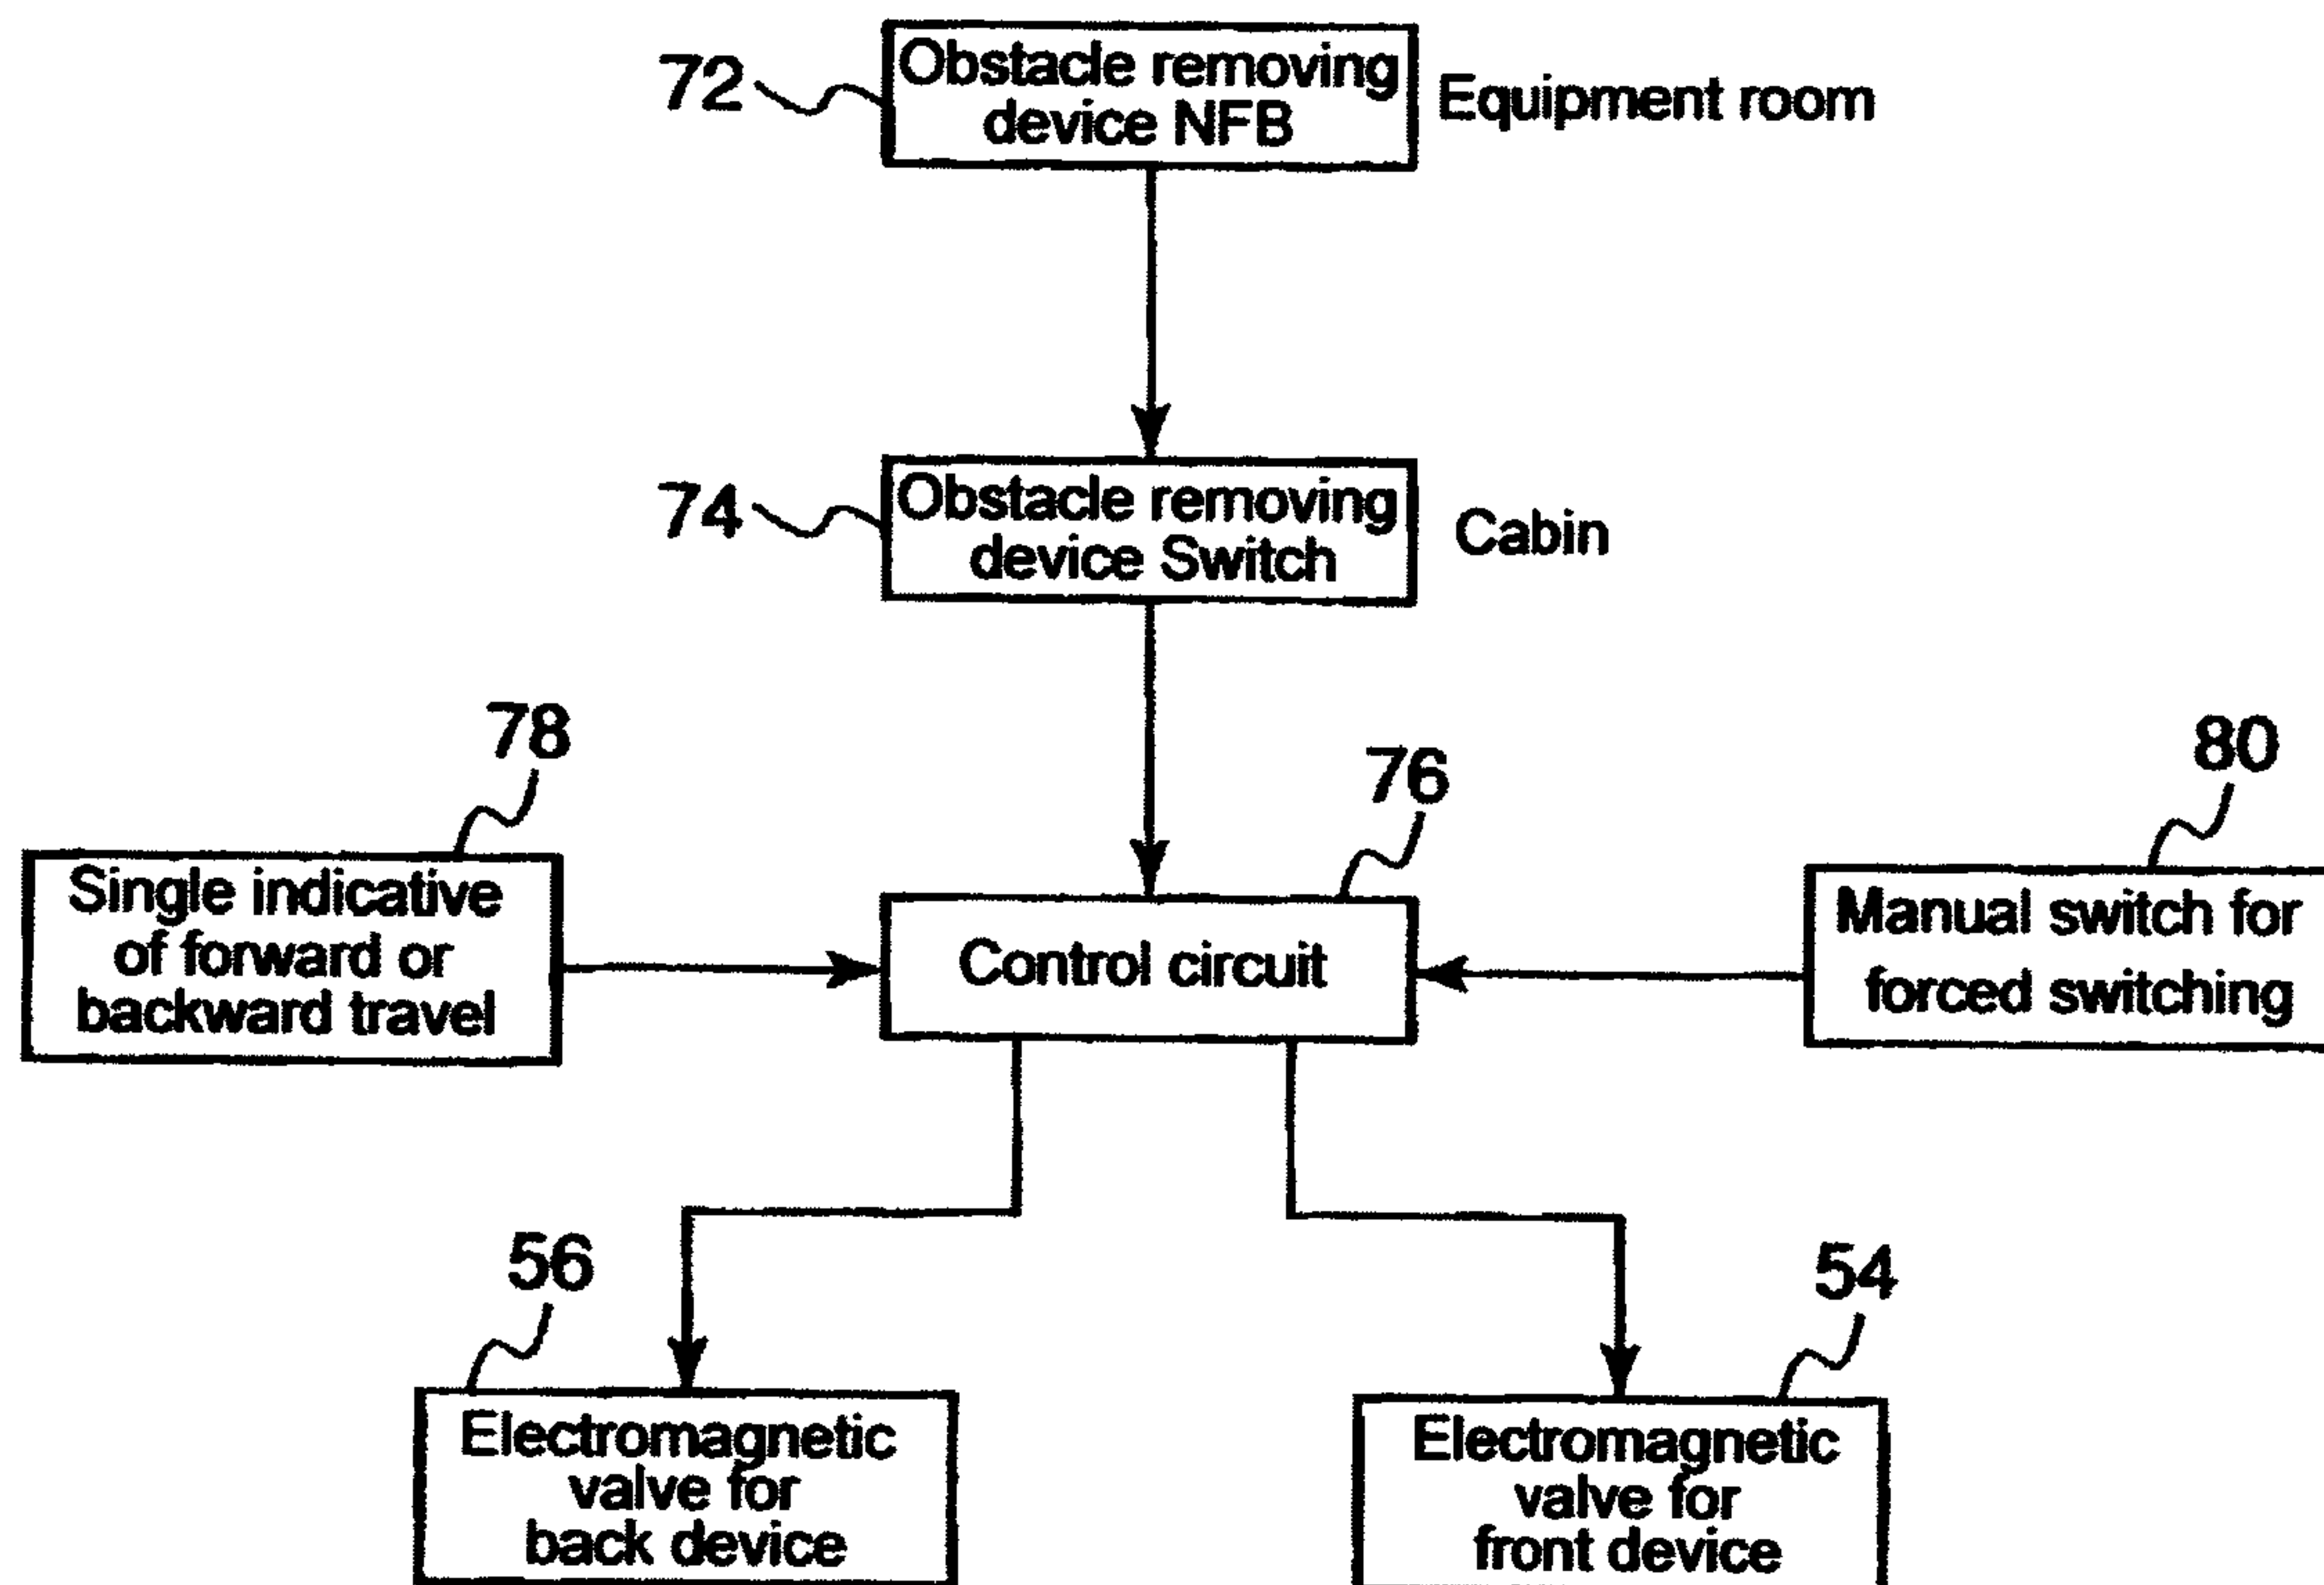 72
Obstacle removing
device NFB
Equipment room
74
Obstacle removing
device Switch
Cabin
78
Single indicative
of forward or
backward travel
76
Control circuit
80
Manual switch for
forced switching
56
Electromagnetic
valve for
back device
54
Electromagnetic
valve for
front device